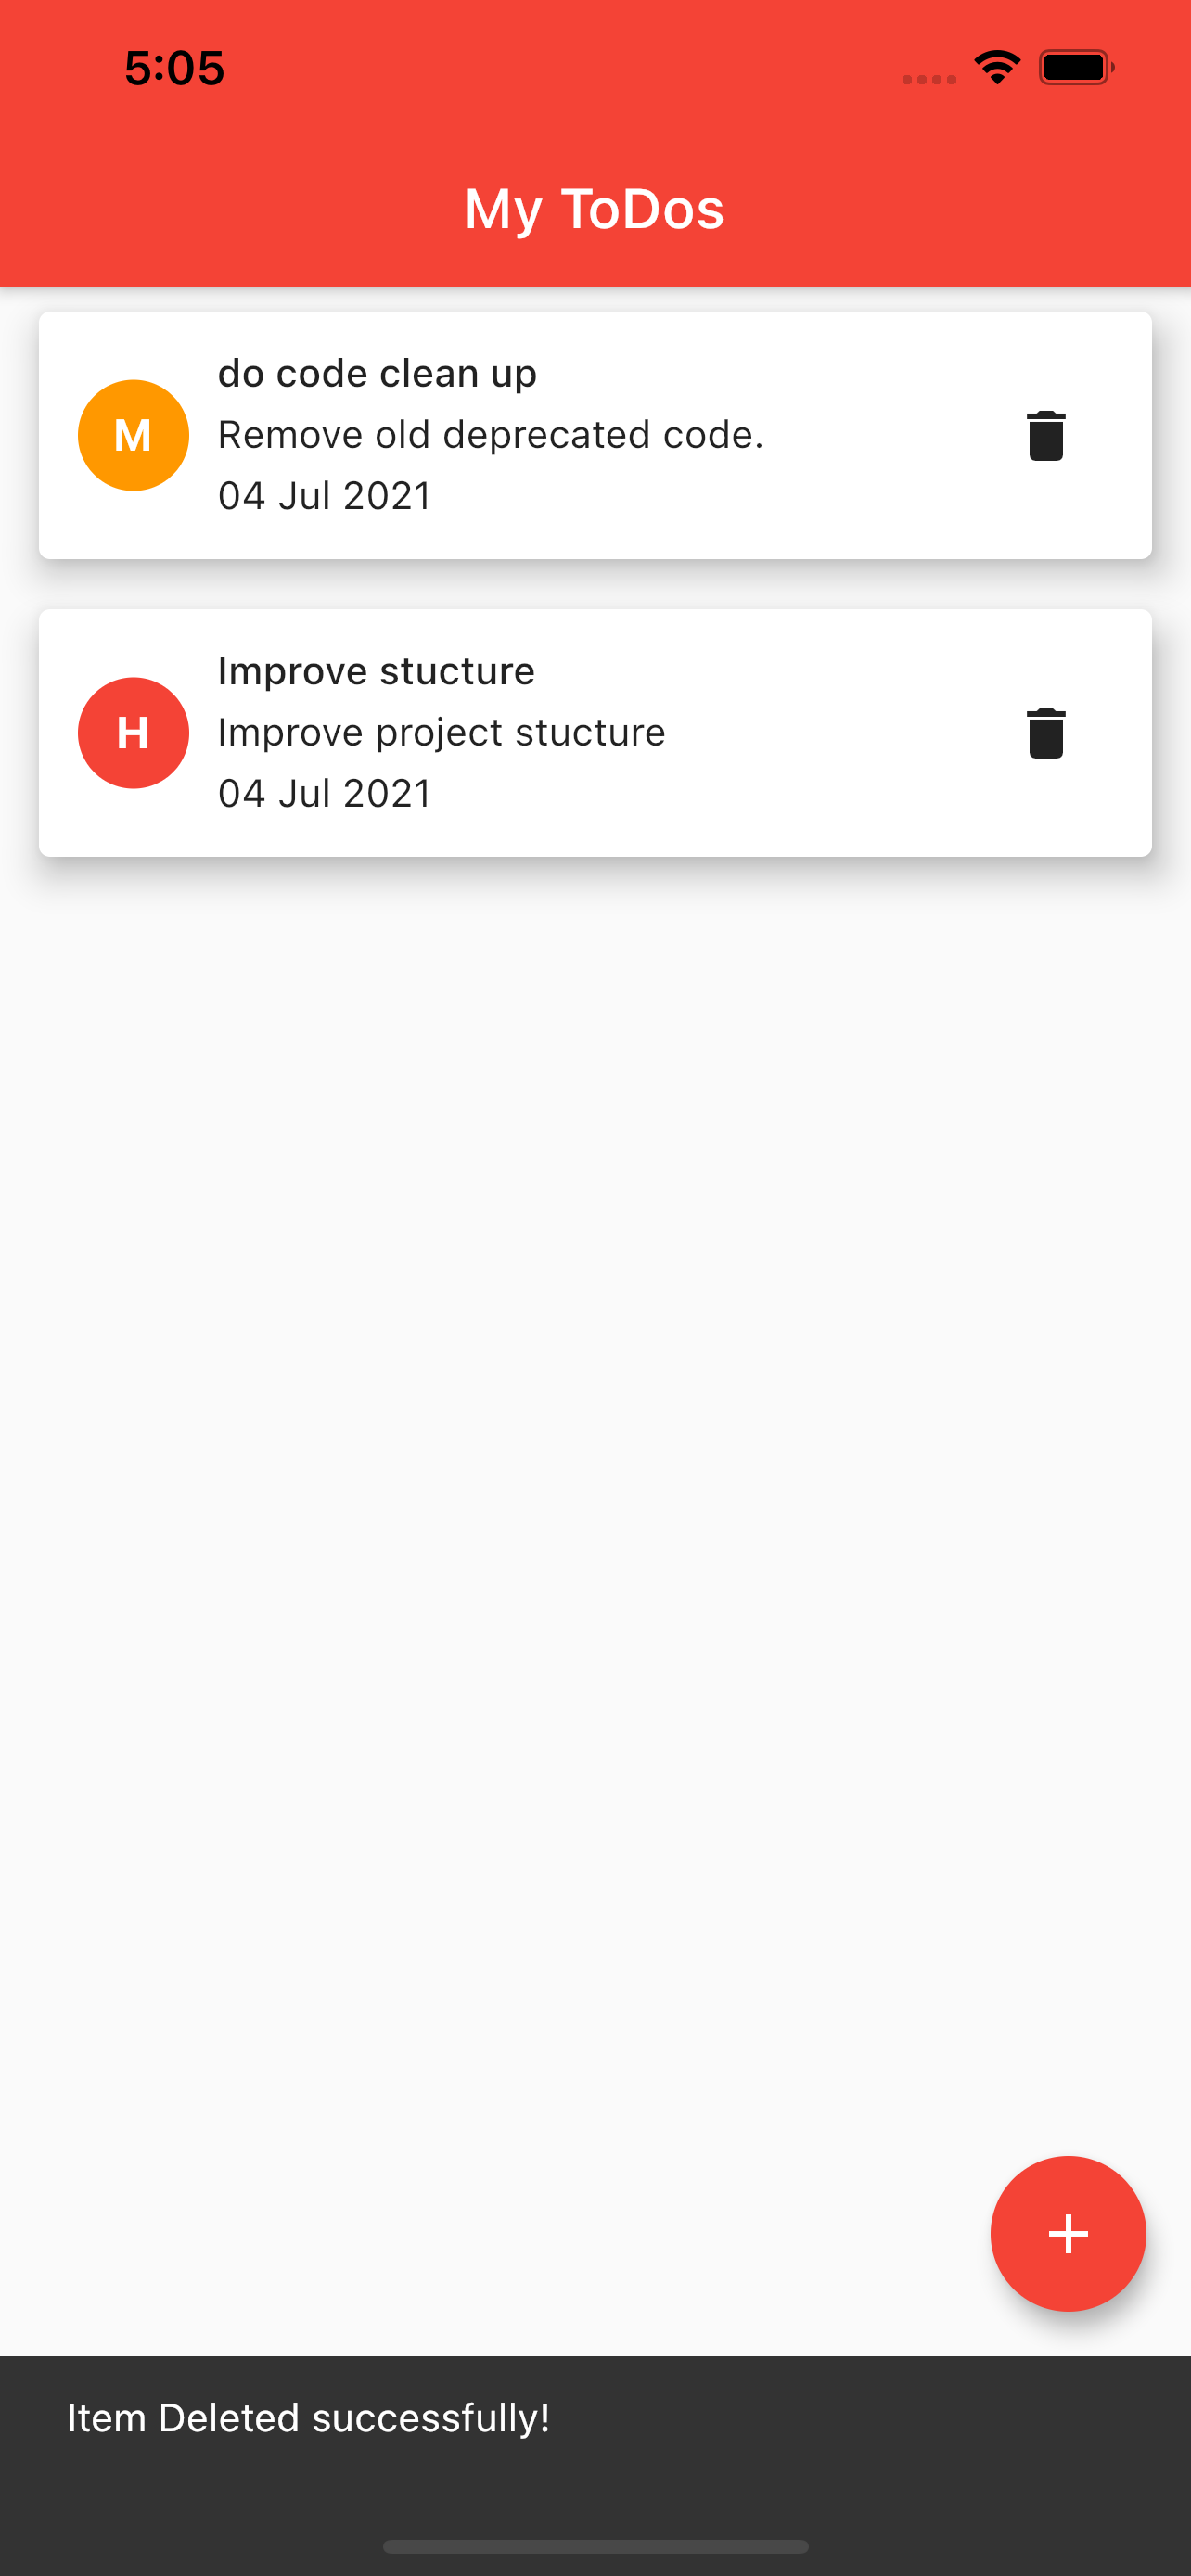 5:05
My ToDos
M
do code clean up
Remove old deprecated code.
04 Jul 2021
H
Improve stucture
Improve project stucture
04 Jul 2021
Item Deleted successfully!